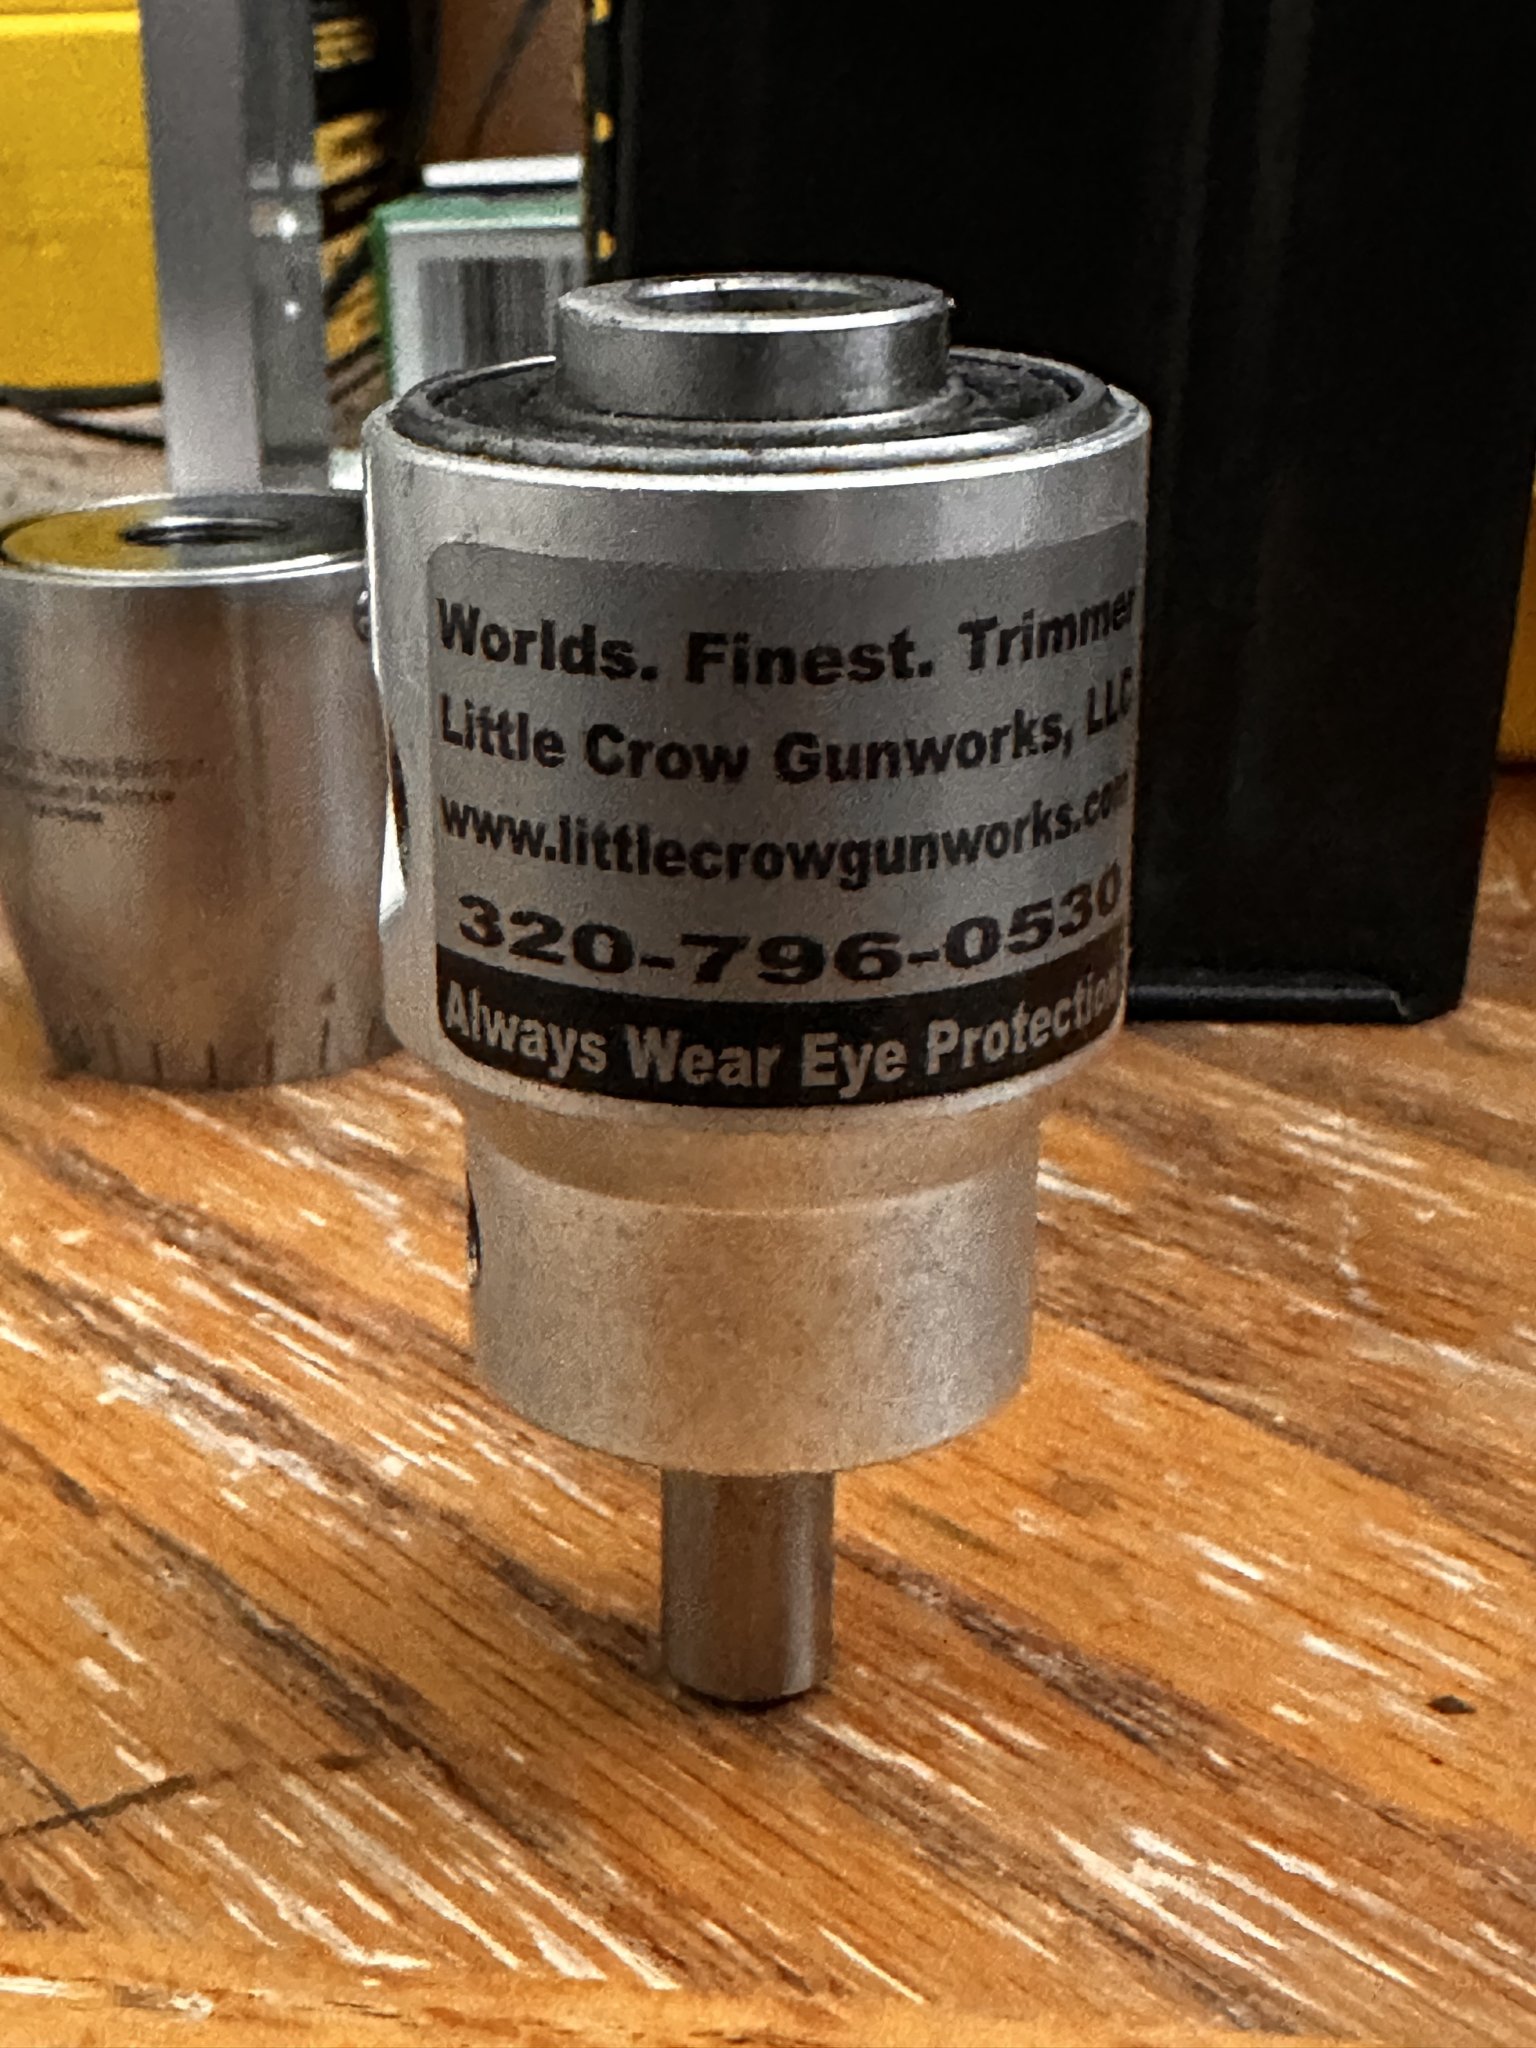 Worlds. Finest. Trimmer
Little Crow Gunworks, LLC
www.littlecrowgunworks.com
320-796-0530
Always Wear Eye Protection